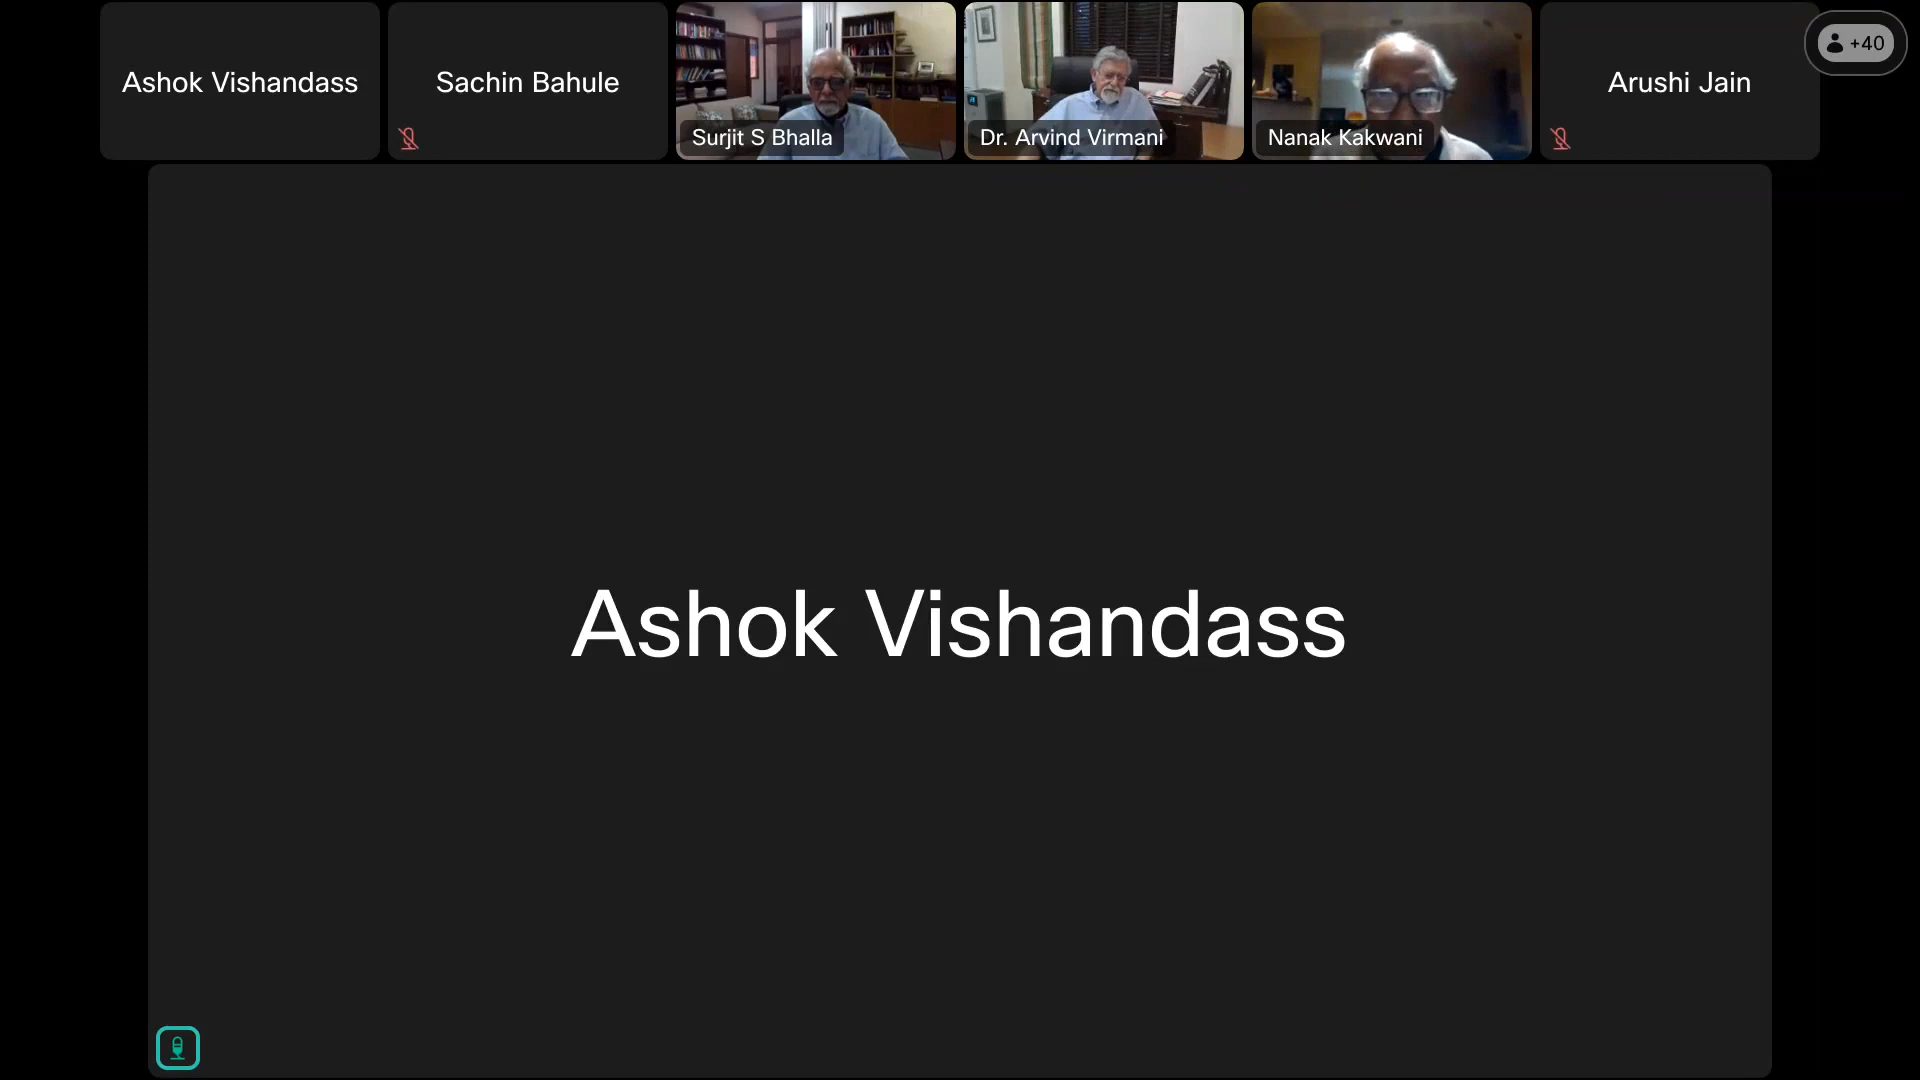 Ashok Vishandass
Sachin Bahule
Surjit S Bhalla
Dr. Arvind Virmani
Nanak Kakwani
Arushi Jain
+40
Ashok Vishandass